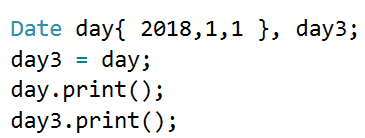 Date day{ 2018,1,1 }, day3;
day3 = day;
day.print();
day3.print();